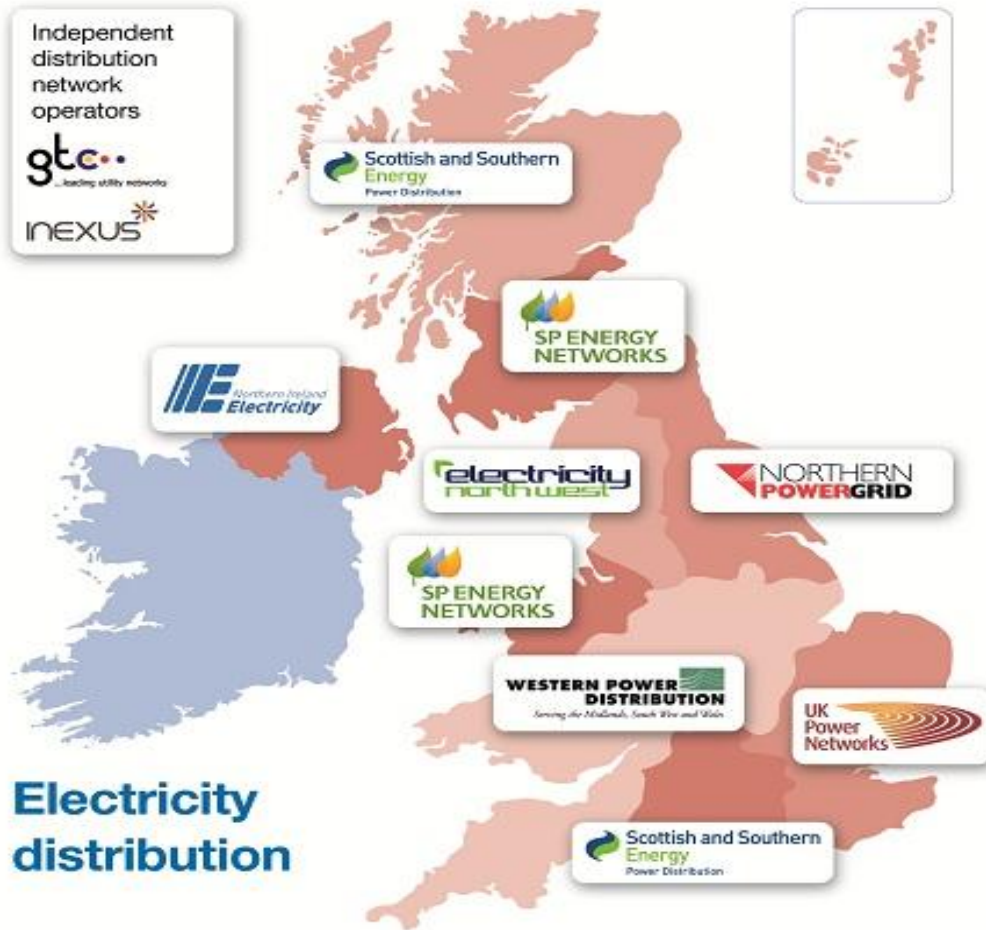 Independent
distribution
network
operators
gtc
...leading utility networks
INEXUS
Scottish and Southern
Energy
Power Distribution
SP ENERGY
NETWORKS
Northern Ireland
Electricity
electricity
northwest
NORTHERN
POWERGRID
SP ENERGY
NETWORKS
WESTERN POWER
DISTRIBUTION
Serving the Midlands, South West and Wales
UK
Power
Networks
Electricity
distribution
Scottish and Southern
Energy
Power Distribution